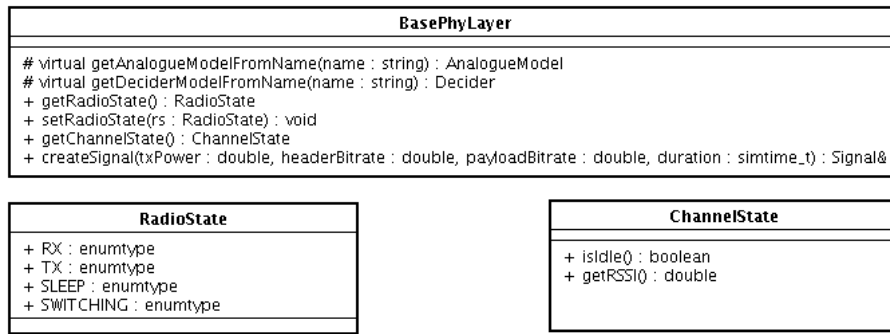 BasePhyLayer
# virtual getAnalogueModelFromName(name : string) : AnalogueModel
# virtual getDeciderModelFromName(name : string) : Decider
+ getRadioState() : RadioState
+ setRadioState(rs : RadioState) : void
+ getChannelState() : ChannelState
+ createSignal(txPower : double, headerBitrate : double, payloadBitrate : double, duration : simtime_t) : Signal&
RadioState
+ RX : enumtype
+ TX : enumtype
+ SLEEP : enumtype
+ SWITCHING : enumtype
ChannelState
+ isIdle() : boolean
+ getRSSI() : double